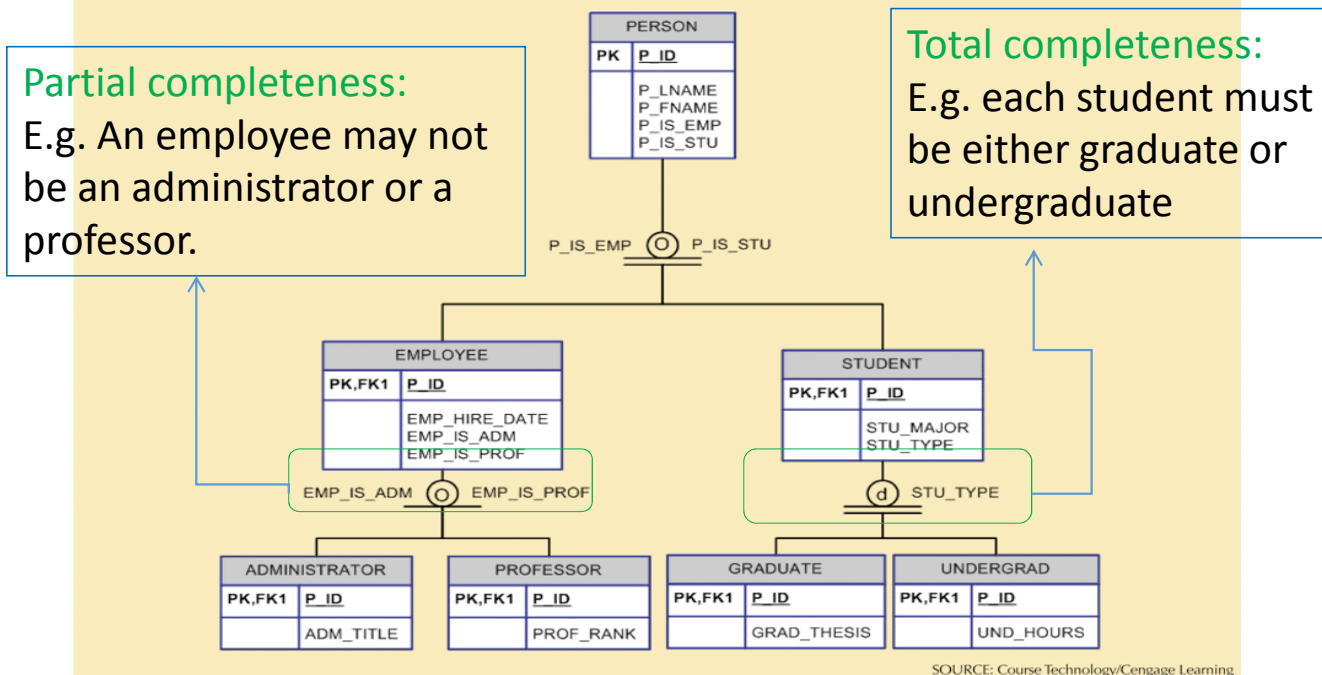 Partial completeness:
E.g. An employee may not
be an administrator or a
professor.
PERSON
PK P_ID
P_LNAME
P_FNAME
P_IS_EMP
P_IS_STU
Total completeness:
E.g. each student must
be either graduate or
undergraduate
P_IS_EMP O P_IS_STU
EMPLOYEE
PK,FK1 P_ID
EMP_HIRE_DATE
EMP_IS_ADM
EMP_IS_PROF
STUDENT
PK,FK1 P_ID
STU_MAJOR
STU_TYPE
EMP_IS_ADM O EMP_IS_PROF
d STU_TYPE
ADMINISTRATOR
PK,FK1 P_ID
ADM_TITLE
PROFESSOR
PK,FK1 P_ID
PROF_RANK
GRADUATE
PK,FK1 P_ID
GRAD_THESIS
UNDERGRAD
PK,FK1 P_ID
UND_HOURS
SOURCE: Course Technology/Cengage Learning